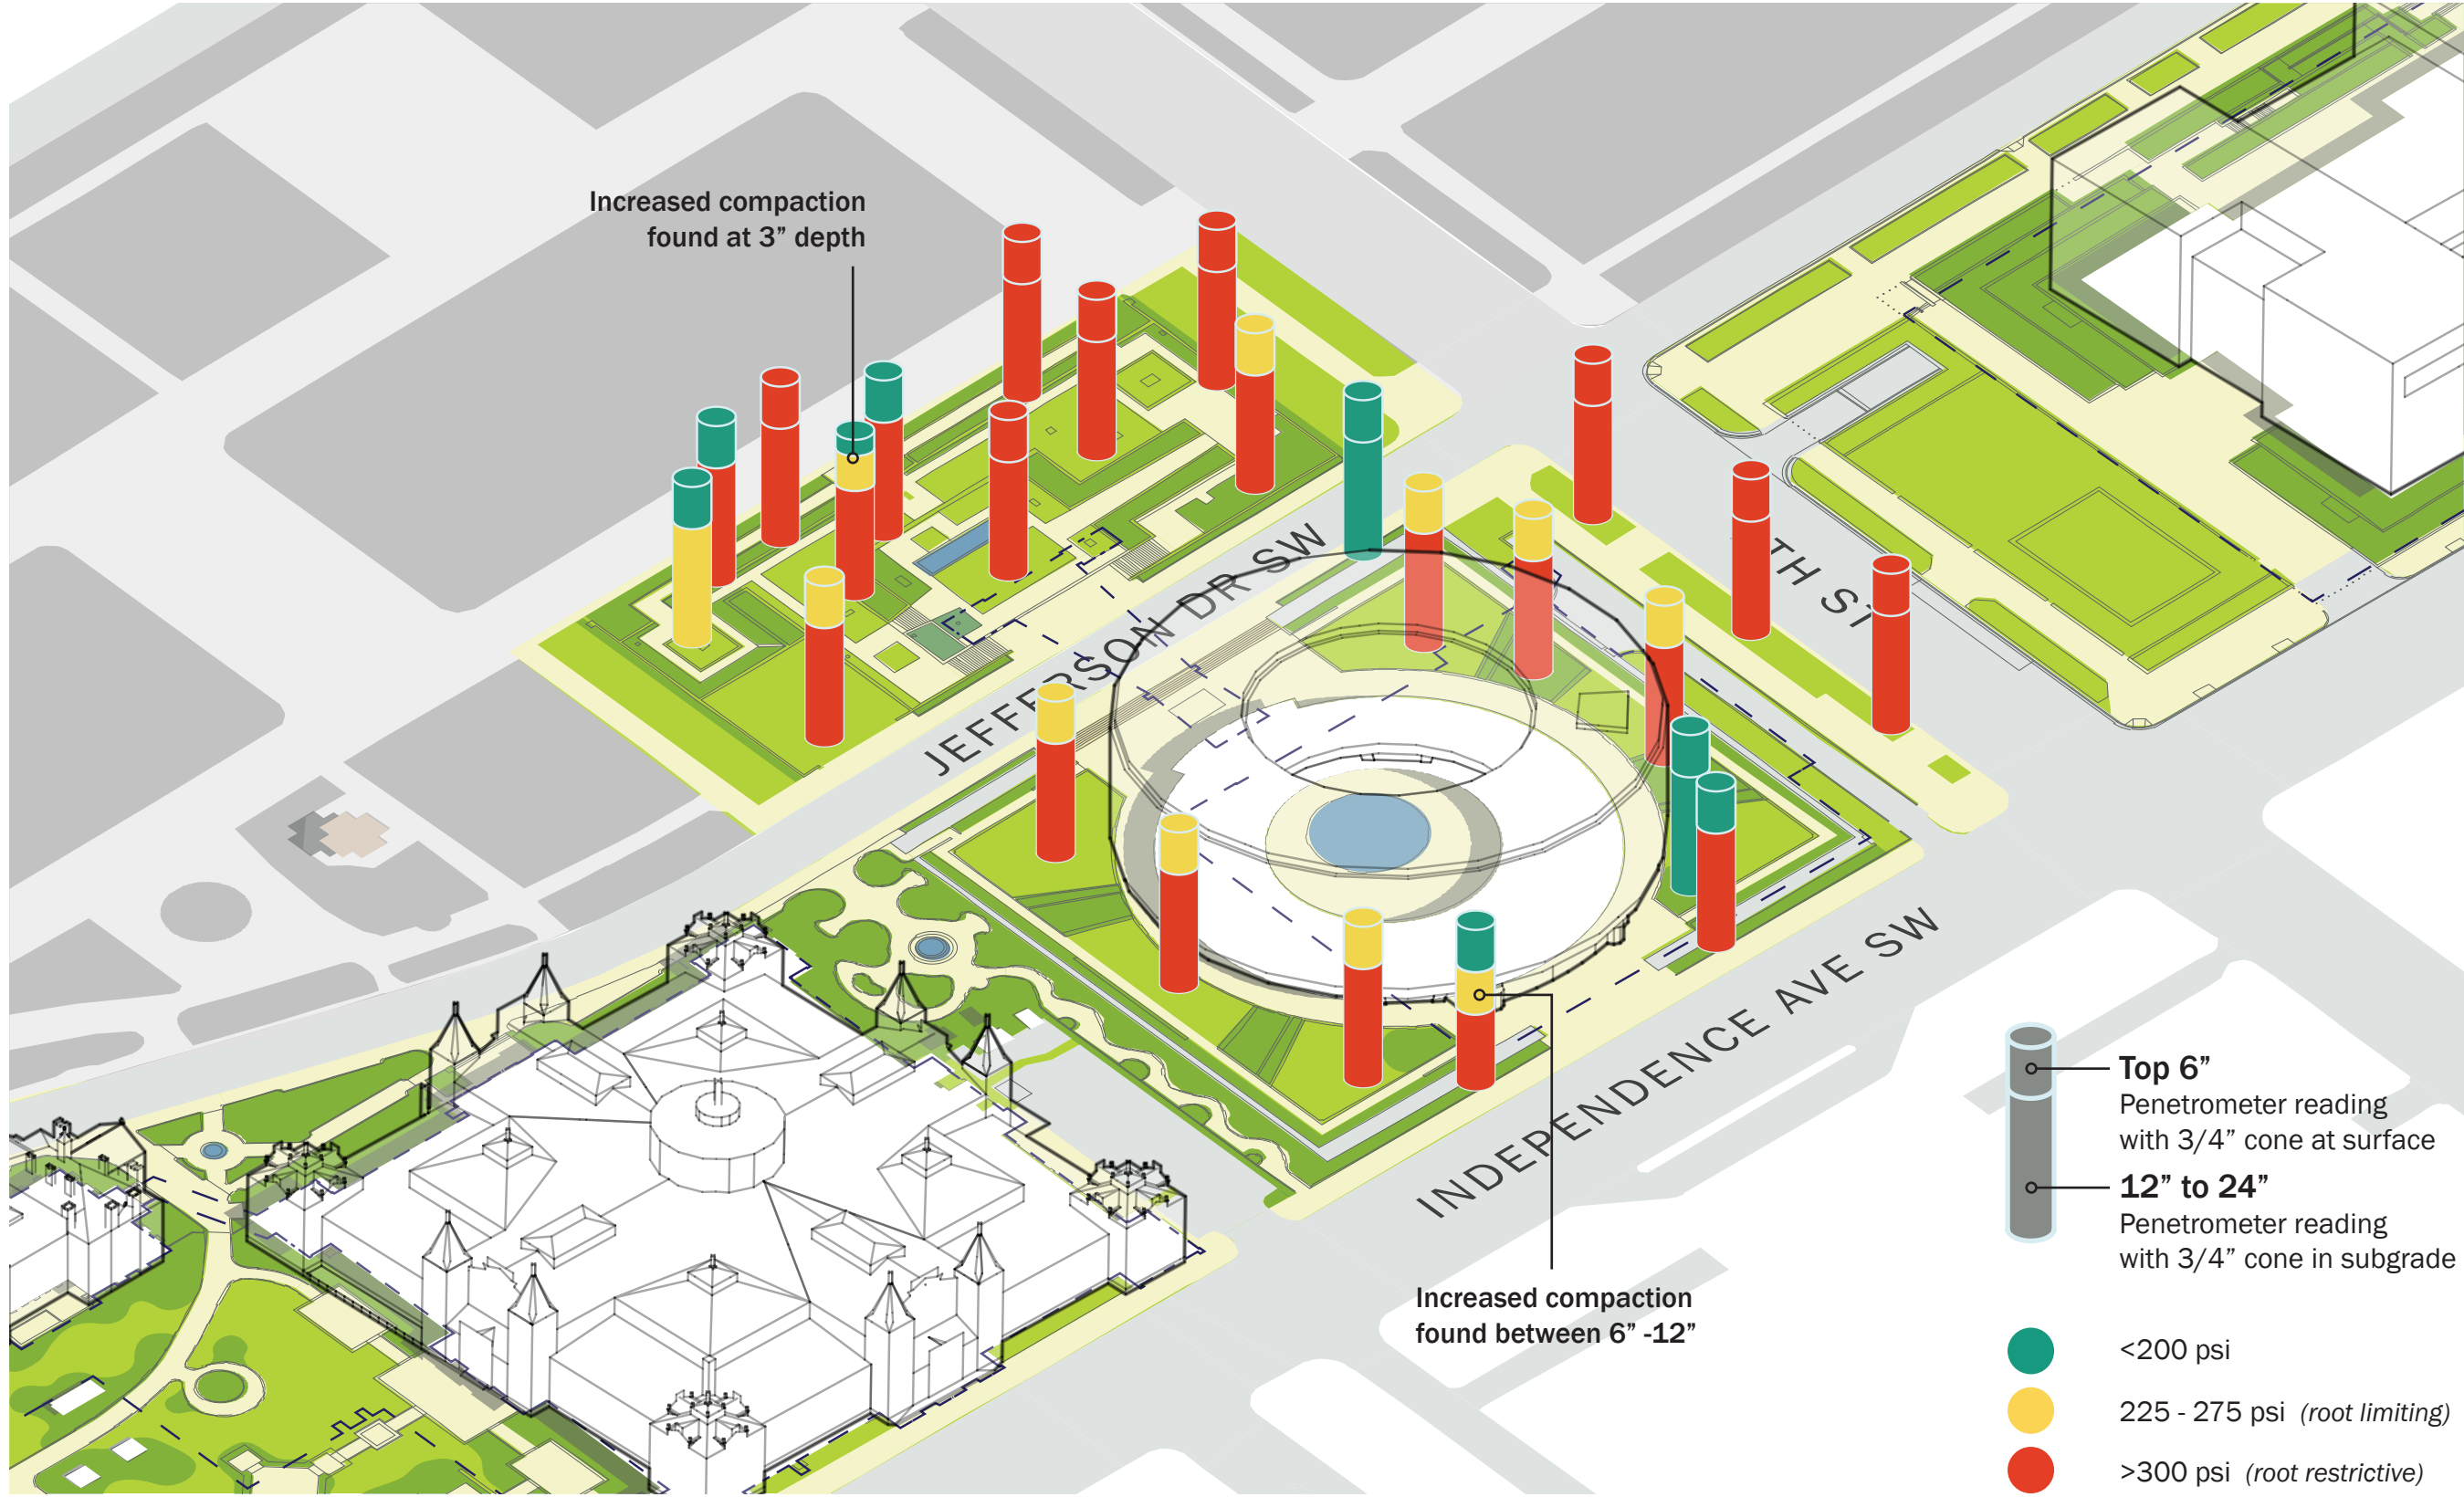 Increased compaction
found at 3” depth
JEFFERSON DR SW
TH ST
INDEPENDENCE AVE SW
Increased compaction
found between 6” -12”
Top 6”
Penetrometer reading
with 3/4” cone at surface
12” to 24”
Penetrometer reading
with 3/4” cone in subgrade
<200 psi
225 - 275 psi (root limiting)
>300 psi (root restrictive)